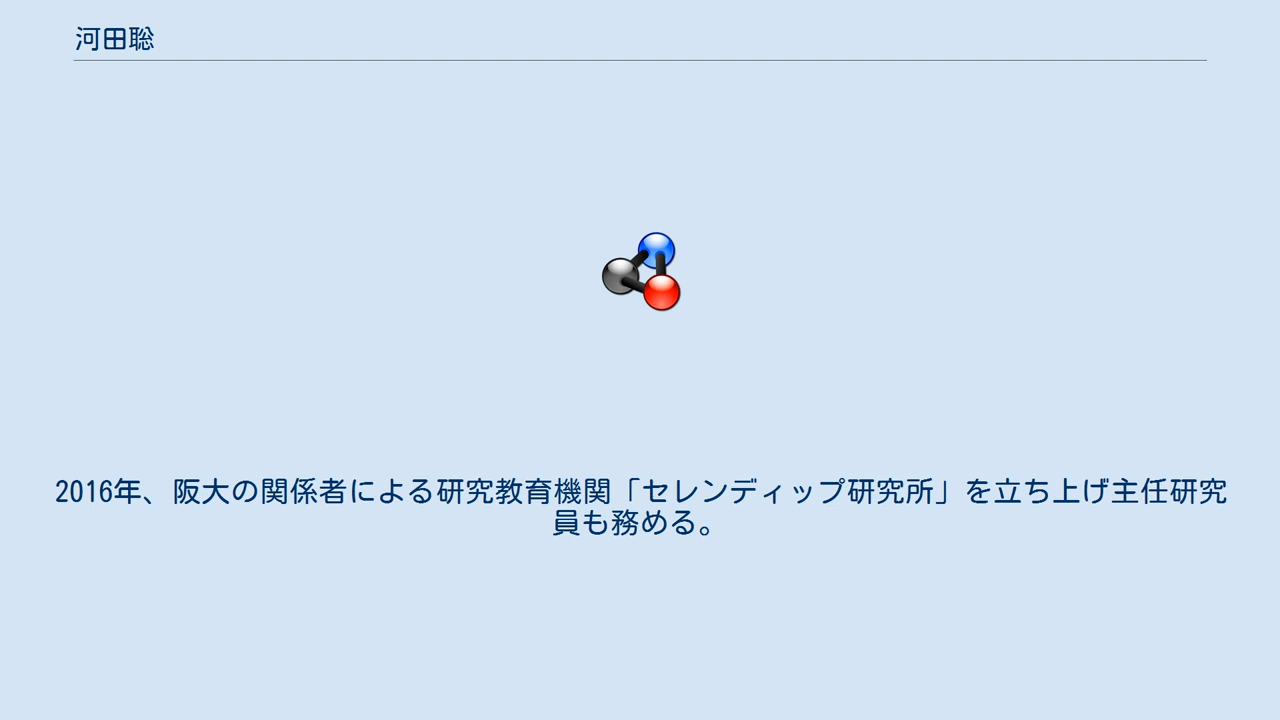 河田聡
2016年、阪大の関係者による研究教育機関「セレンディップ研究所」を立ち上げ主任研究
員も務める。